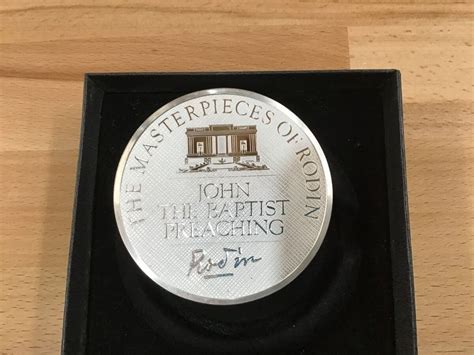 THE MASTERPIECES OF RODIN
JOHN
THE BAPTIST
PREACHING
Rodin